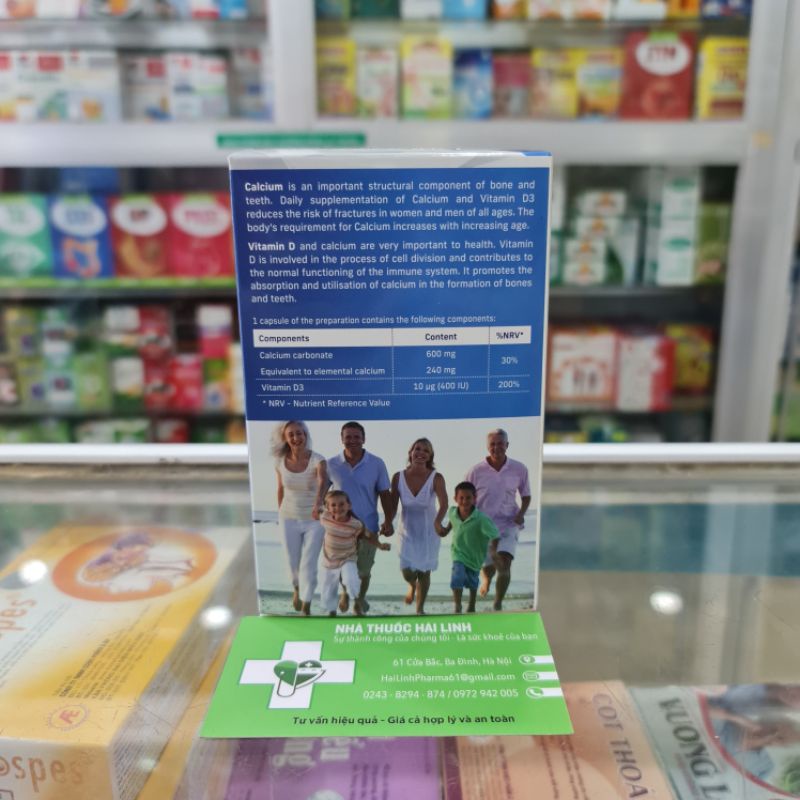 Calcium is an important structural component of bone and
teeth. Daily supplementation of Calcium and Vitamin D3
reduces the risk of fractures in women and men of all ages. The
body's requirement for Calcium increases with increasing age.
Vitamin D and calcium are very important to health. Vitamin
D is involved in the process of cell division and contributes to
the normal functioning of the immune system. It promotes the
absorption and utilisation of calcium in the formation of bones
and teeth.
1 capsule of the preparation contains the following components:
Components Content %NRV*
Calcium carbonate 600 mg
30%
Equivalent to elemental calcium 240 mg
Vitamin D3 10 µg (400 IU) 200%
* NRV - Nutrient Reference Value
NHÀ THUỐC HẢI LINH
Sự thành công của chúng tôi - Là sức khoẻ của bạn
61 Cửa Bắc, Ba Đình, Hà Nội
HaiLinhPharma61@gmail.com
0243 - 8294 - 874 / 0972 942 005
Tư vấn hiệu quả - Giá cả hợp lý và an toàn
CỐT THOÁ
VƯƠNG L